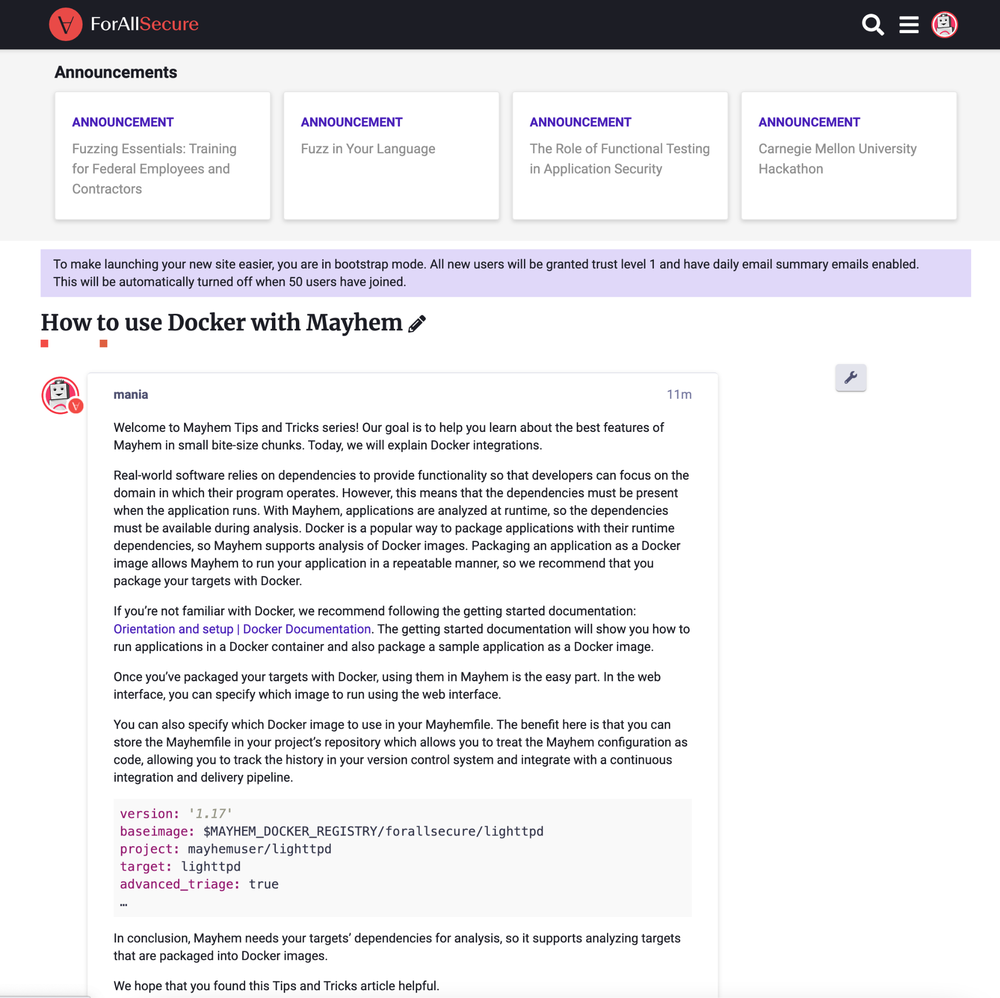 ForAllSecure
Announcements
ANNOUNCEMENT
Fuzzing Essentials: Training
for Federal Employees and
Contractors
ANNOUNCEMENT
Fuzz in Your Language
ANNOUNCEMENT
The Role of Functional Testing
in Application Security
ANNOUNCEMENT
Carnegie Mellon University
Hackathon
To make launching your new site easier, you are in bootstrap mode. All new users will be granted trust level 1 and have daily email summary emails enabled.
This will be automatically turned off when 50 users have joined.
How to use Docker with Mayhem
mania
11m
Welcome to Mayhem Tips and Tricks series! Our goal is to help you learn about the best features of
Mayhem in small bite-size chunks. Today, we will explain Docker integrations.
Real-world software relies on dependencies to provide functionality so that developers can focus on the
domain in which their program operates. However, this means that the dependencies must be present
when the application runs. With Mayhem, applications are analyzed at runtime, so the dependencies
must be available during analysis. Docker is a popular way to package applications with their runtime
dependencies, so Mayhem supports analysis of Docker images. Packaging an application as a Docker
image allows Mayhem to run your application in a repeatable manner, so we recommend that you
package your targets with Docker.
If you’re not familiar with Docker, we recommend following the getting started documentation:
Orientation and setup | Docker Documentation. The getting started documentation will show you how to
run applications in a Docker container and also package a sample application as a Docker image.
Once you’ve packaged your targets with Docker, using them in Mayhem is the easy part. In the web
interface, you can specify which image to run using the web interface.
You can also specify which Docker image to use in your Mayhemfile. The benefit here is that you can
store the Mayhemfile in your project’s repository which allows you to treat the Mayhem configuration as
code, allowing you to track the history in your version control system and integrate with a continuous
integration and delivery pipeline.
version: '1.17'
baseimage: $MAYHEM_DOCKER_REGISTRY/forallsecure/lighttpd
project: mayhemuser/lighttpd
target: lighttpd
advanced_triage: true
…
In conclusion, Mayhem needs your targets’ dependencies for analysis, so it supports analyzing targets
that are packaged into Docker images.
We hope that you found this Tips and Tricks article helpful.